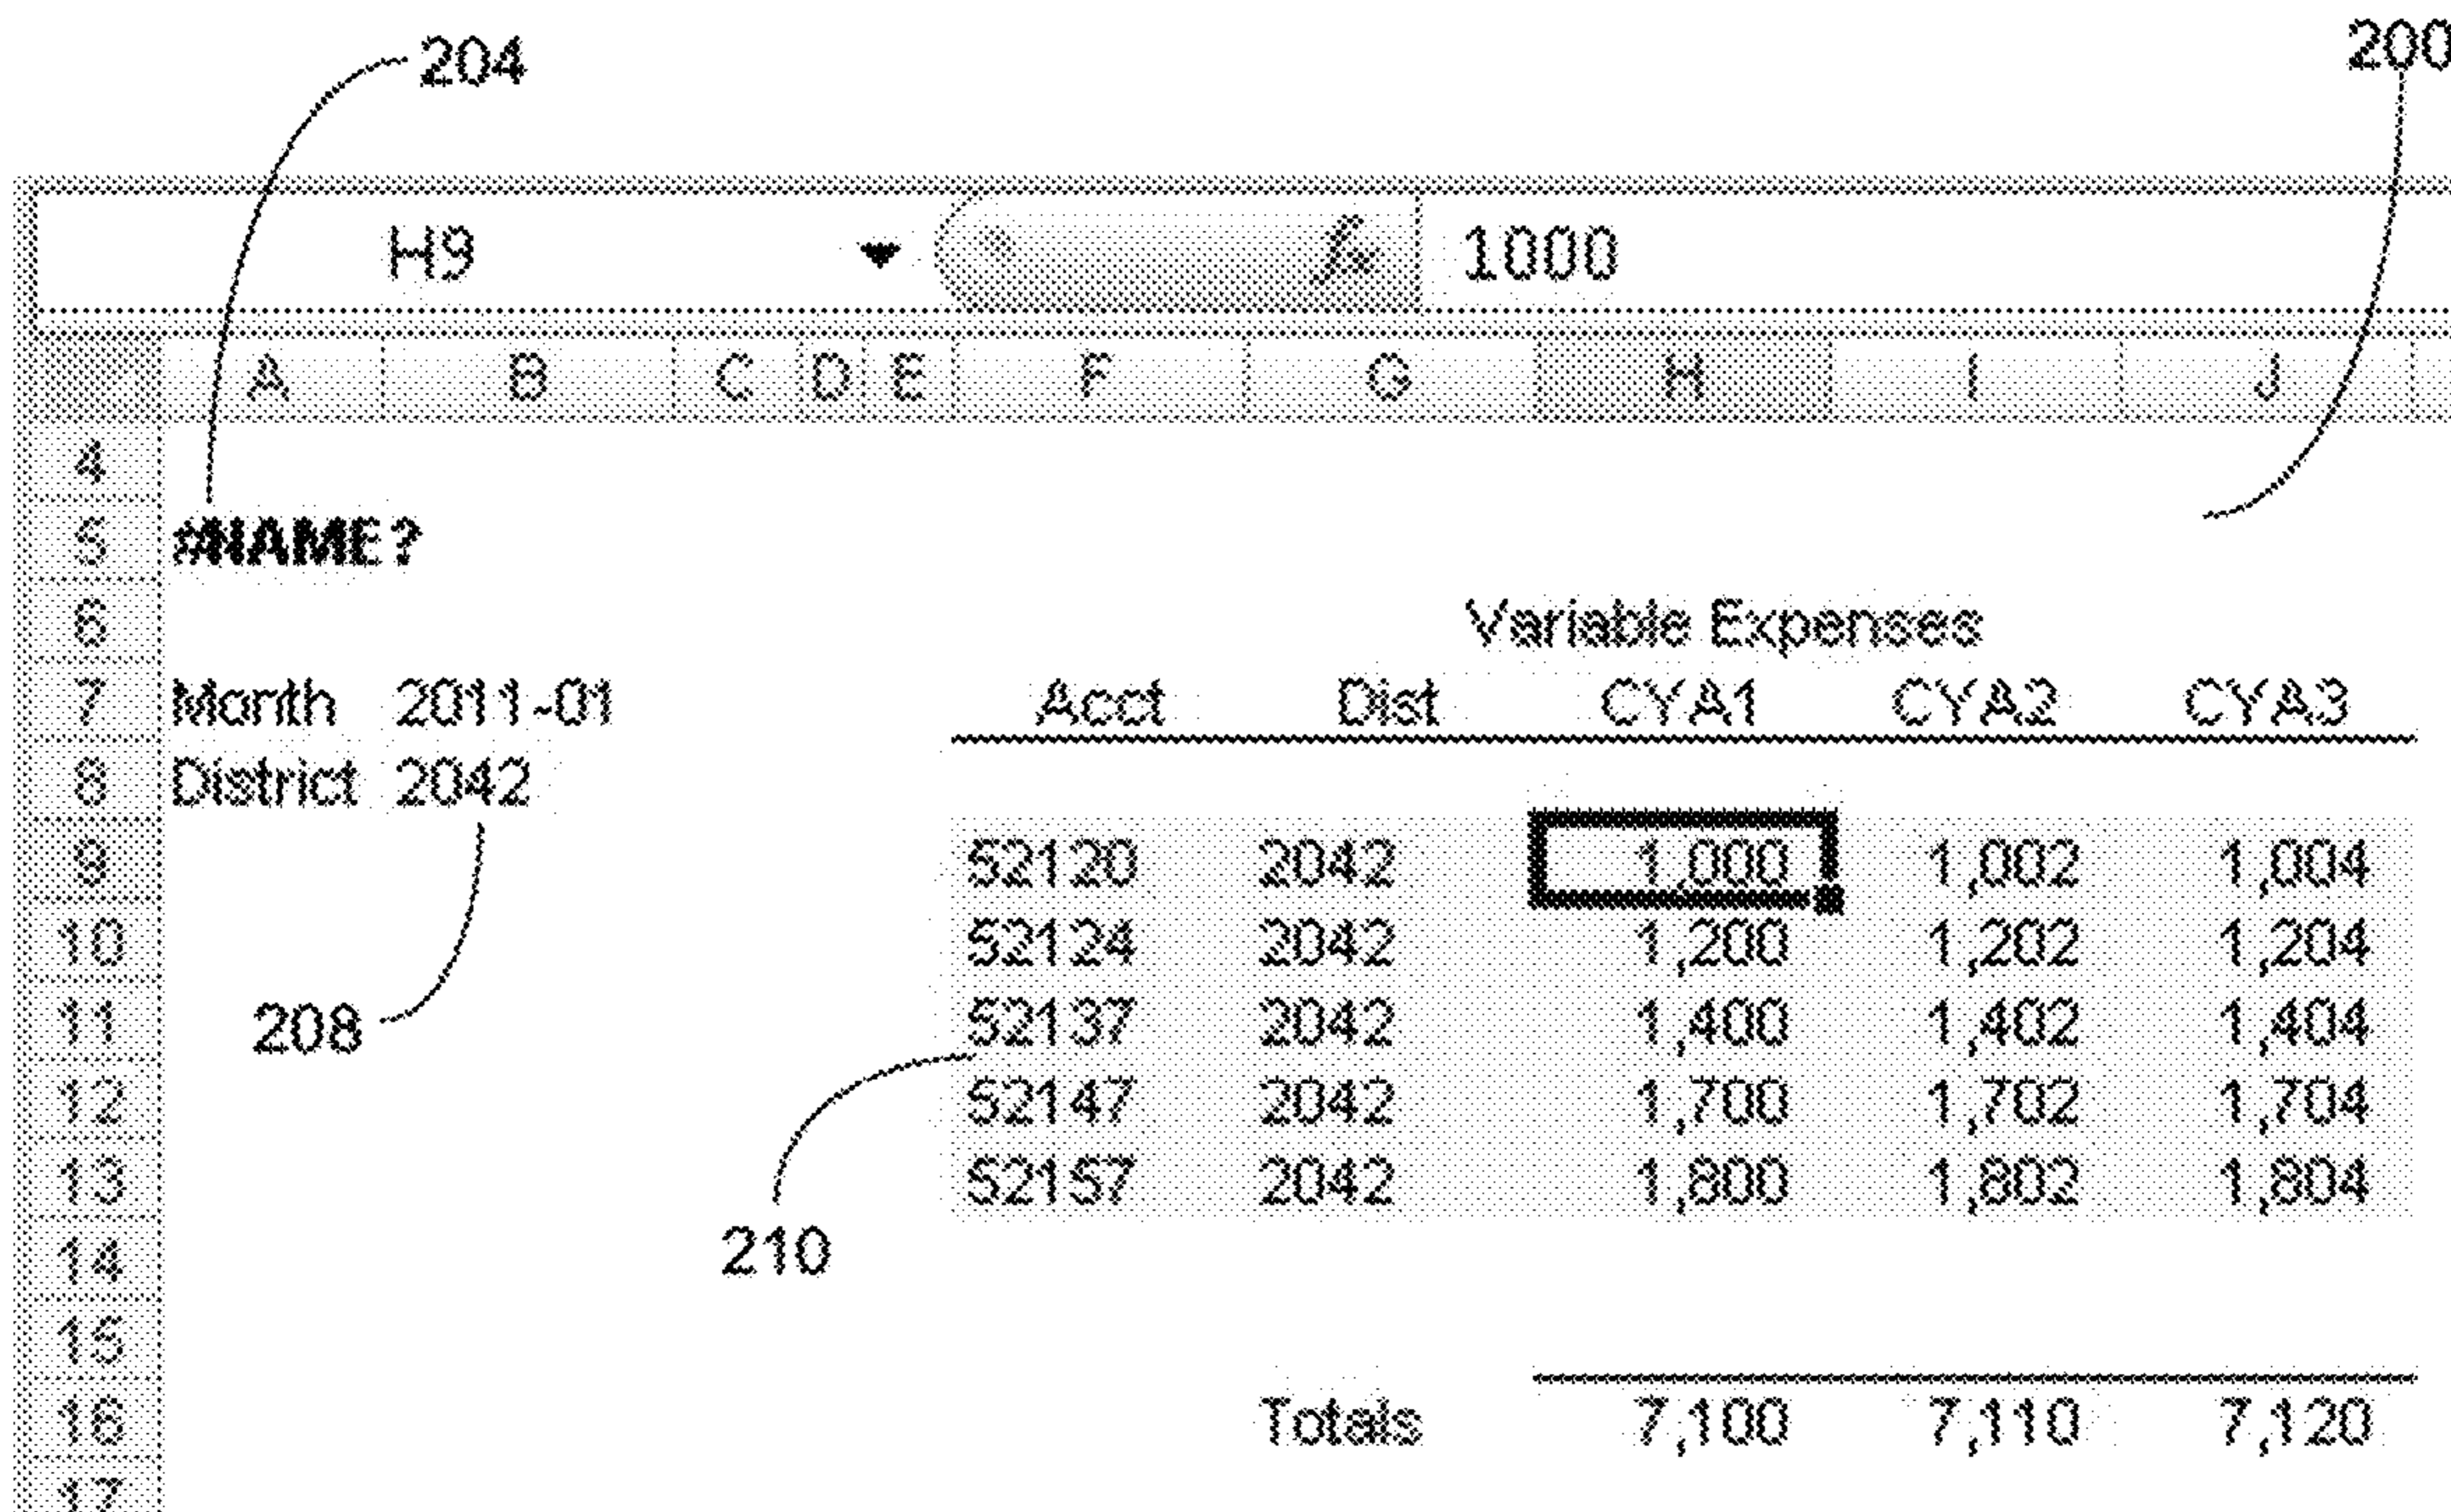 204 200
H9 fx 1000
A B C D E F G H I J
4
5 #NAME?
6 Variable Expenses
7 Month 2011-01 Acct Dist CYA1 CYA2 CYA3
8 District 2042
9 52120 2042 1,000 1,002 1,004
10 52124 2042 1,200 1,202 1,204
11 52137 2042 1,400 1,402 1,404
208
12 52147 2042 1,700 1,702 1,704
13 52157 2042 1,800 1,802 1,804
210
14
15
16 Totals 7,100 7,110 7,120
17